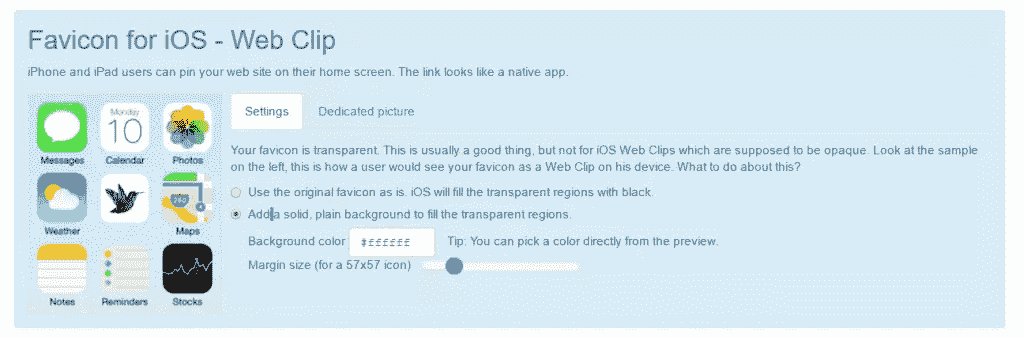 Favicon for iOS - Web Clip
iPhone and iPad users can pin your web site on their home screen. The link looks like a native app.
Settings
Dedicated picture
Monday
10
Messages
Calendar
Photos
280
Weather
Maps
Notes
Reminders
Stocks
Your favicon is transparent. This is usually a good thing, but not for iOS Web Clips which are supposed to be opaque. Look at the sample
on the left, this is how a user would see your favicon as a Web Clip on his device. What to do about this?
Use the original favicon as is. iOS will fill the transparent regions with black.
Add a solid, plain background to fill the transparent regions.
Background color
#ffffff
Tip: You can pick a color directly from the preview.
Margin size (for a 57x57 icon)